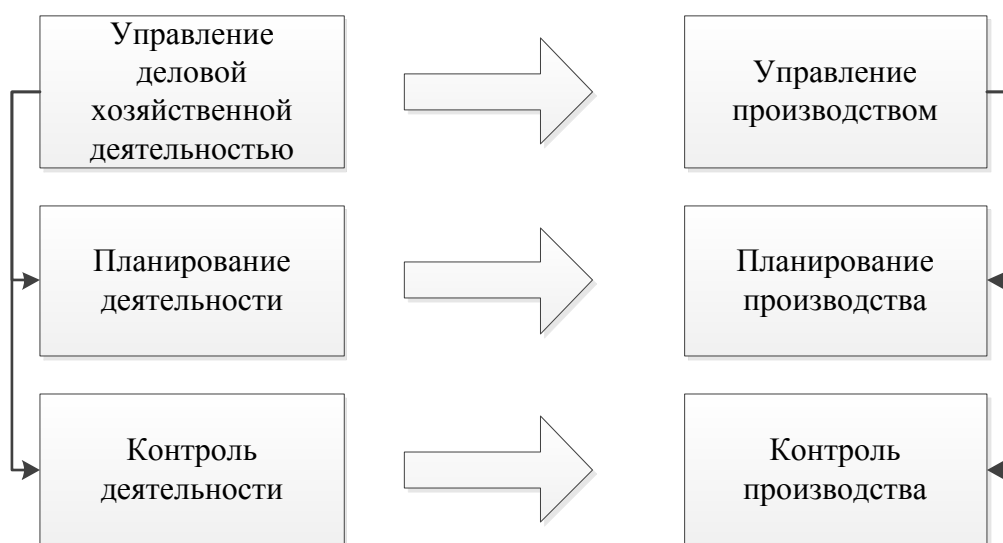 Управление
деловой
хозяйственной
деятельностью
Управление
производством
Планирование
деятельности
Планирование
производства
Контроль
деятельности
Контроль
производства